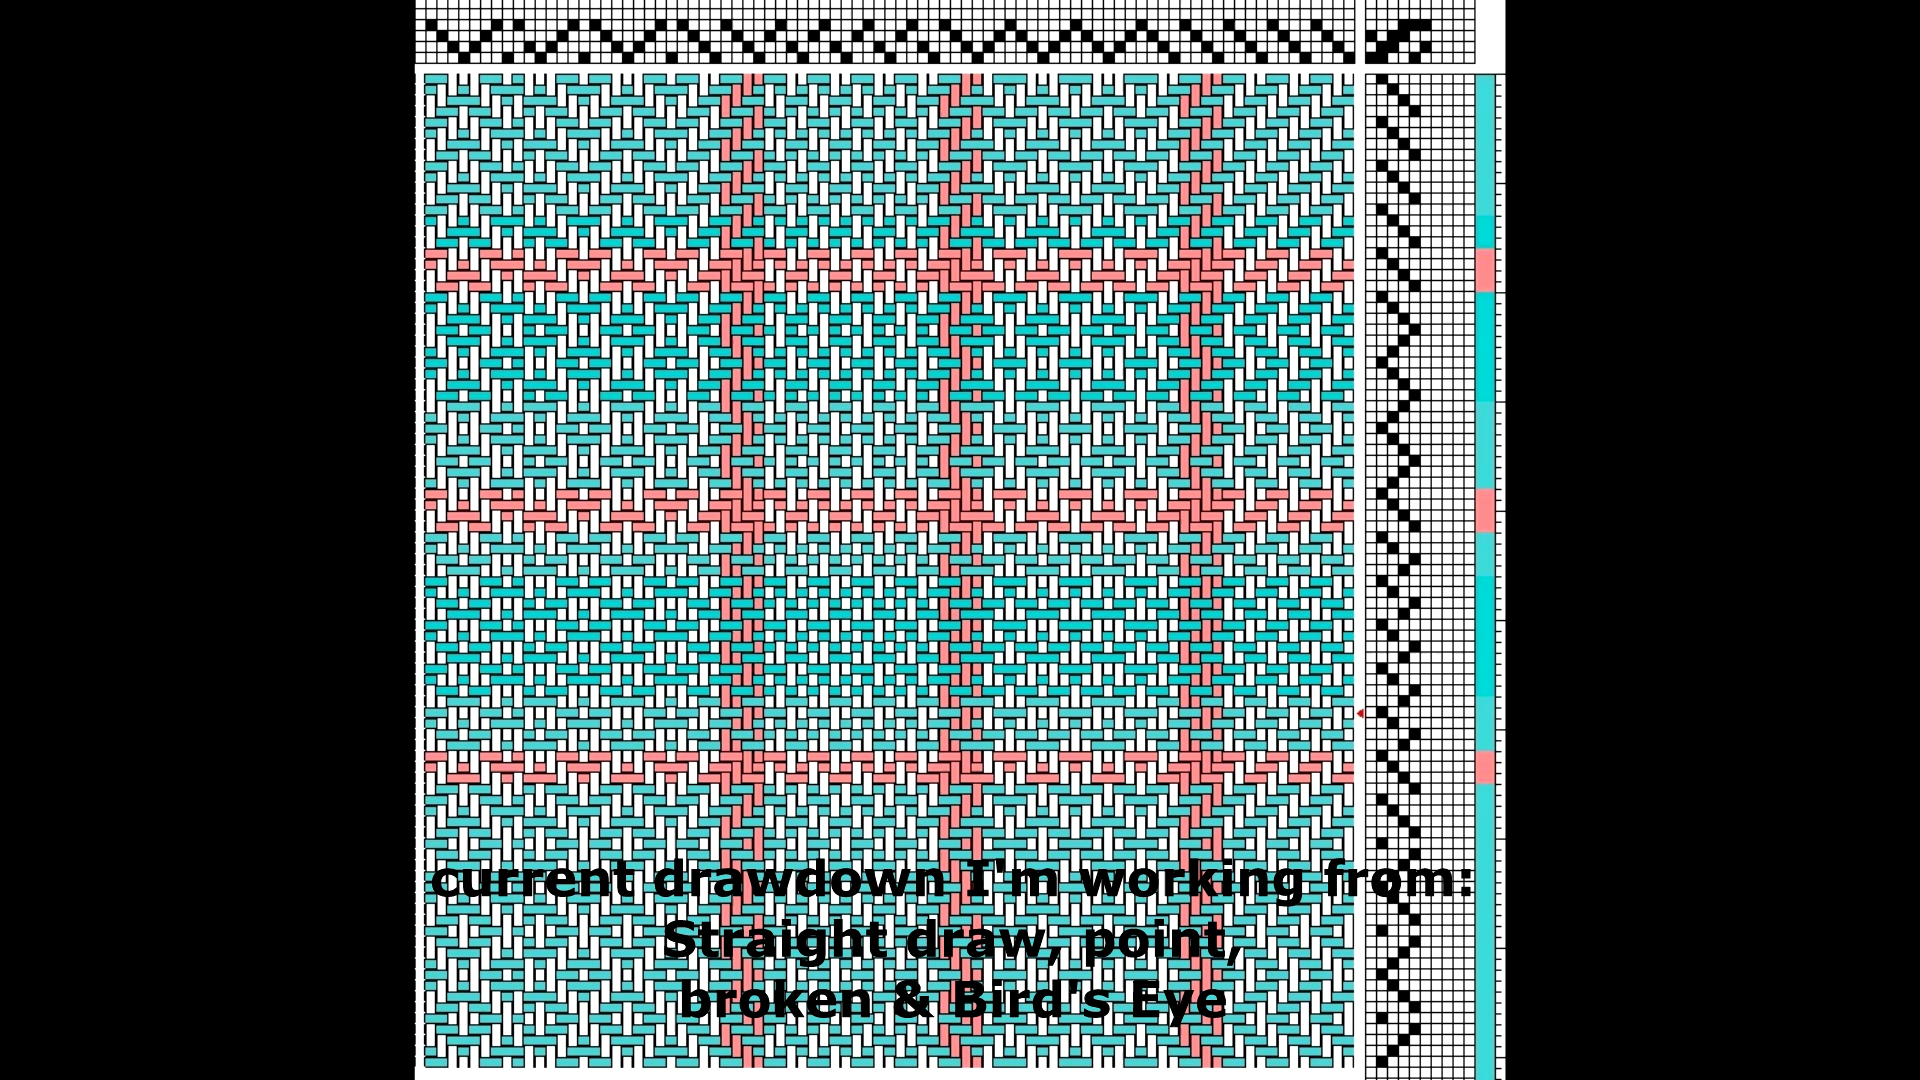 current drawdown I'm working from:
Straight draw, point,
broken & Bird's Eye